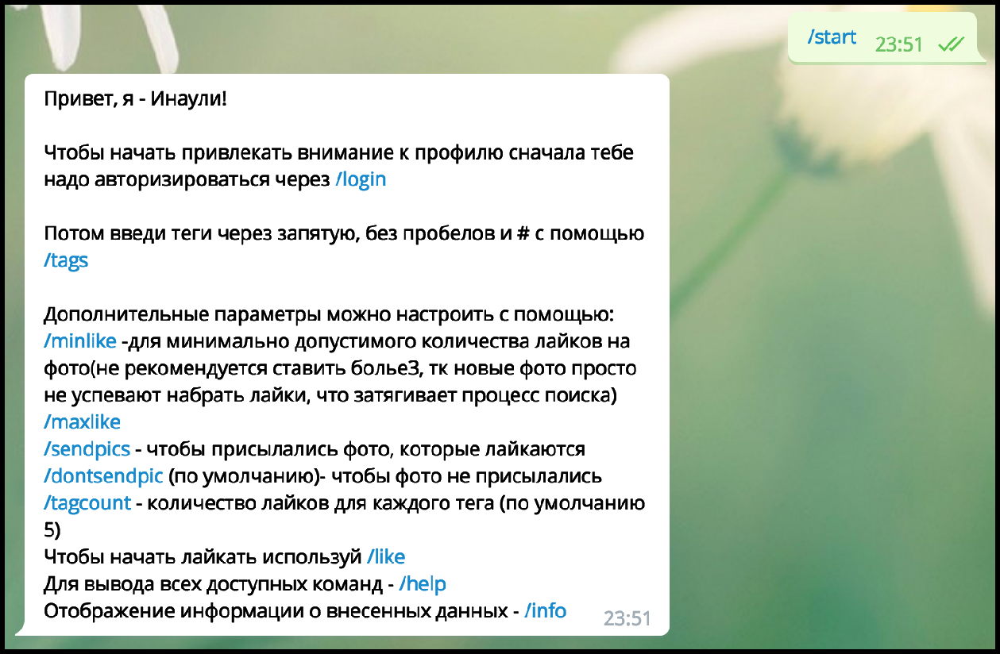 /start
23:51
Привет, я - Инаули!
Чтобы начать привлекать внимание к профилю сначала тебе
надо авторизироваться через /login
Потом введи теги через запятую, без пробелов и # с помощью
/tags
Дополнительные параметры можно настроить с помощью:
/minlike -для минимально допустимого количества лайков на
фото(не рекомендуется ставить болье3, тк новые фото просто
не успевают набрать лайки, что затягивает процесс поиска)
/maxlike
/sendpics - чтобы присылались фото, которые лайкаются
/dontsendpic (по умолчанию)- чтобы фото не присылались
/tagcount - количество лайков для каждого тега (по умолчанию
5)
Чтобы начать лайкать используй /like
Для вывода всех доступных команд - /help
Отображение информации о внесенных данных - /info
23:51